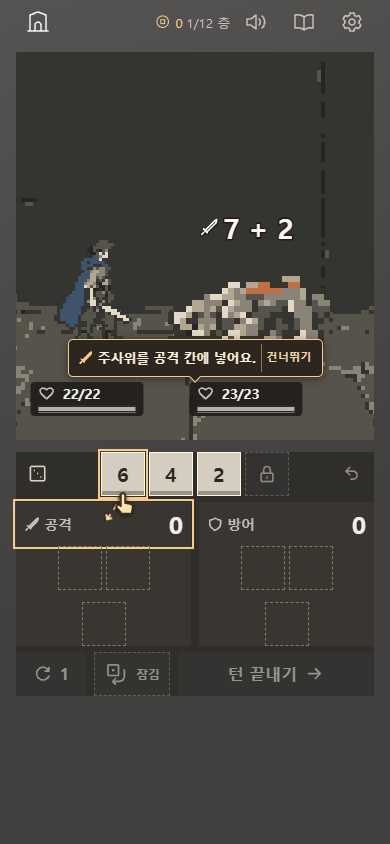 0 1/12 층
7 + 2
주사위를 공격 칸에 넣어요. 건너뛰기
22/22 23/23
6 4 2
공격 0 방어 0
1 잠김 턴 끝내기 →